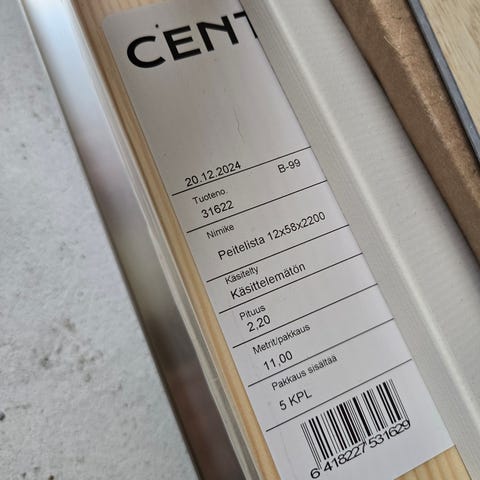 CENT
20.12.2024 B-99
Tuoteno.
31622
Nimike
Peitelista 12x58x2200
Käsitelty
Käsittelemätön
Pituus
2,20
Metrit/pakkaus
11,00
Pakkaus sisältää
5 KPL
6 418227 531629